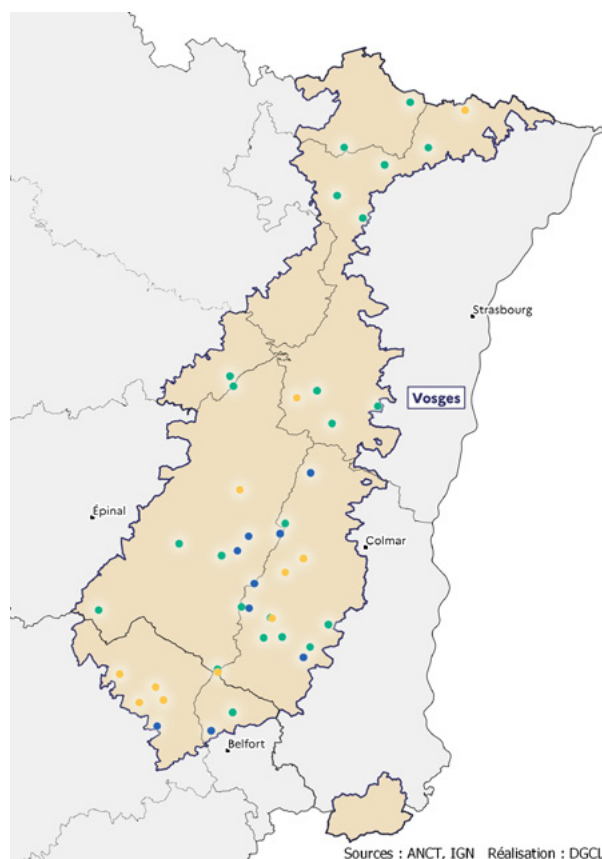 Strasbourg
Vosges
Épinal
Colmar
Belfort
Sources : ANCT, IGN Réalisation : DGCL